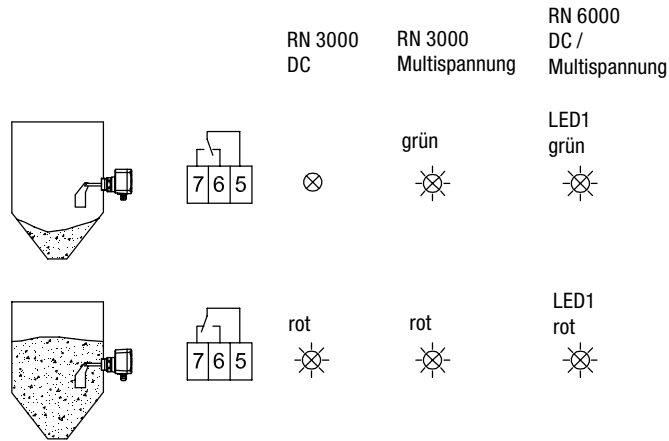 RN 3000
DC
RN 3000
Multispannung
RN 6000
DC /
Multispannung
grün
LED1
grün
7 6 5
rot
rot
LED1
rot
7 6 5